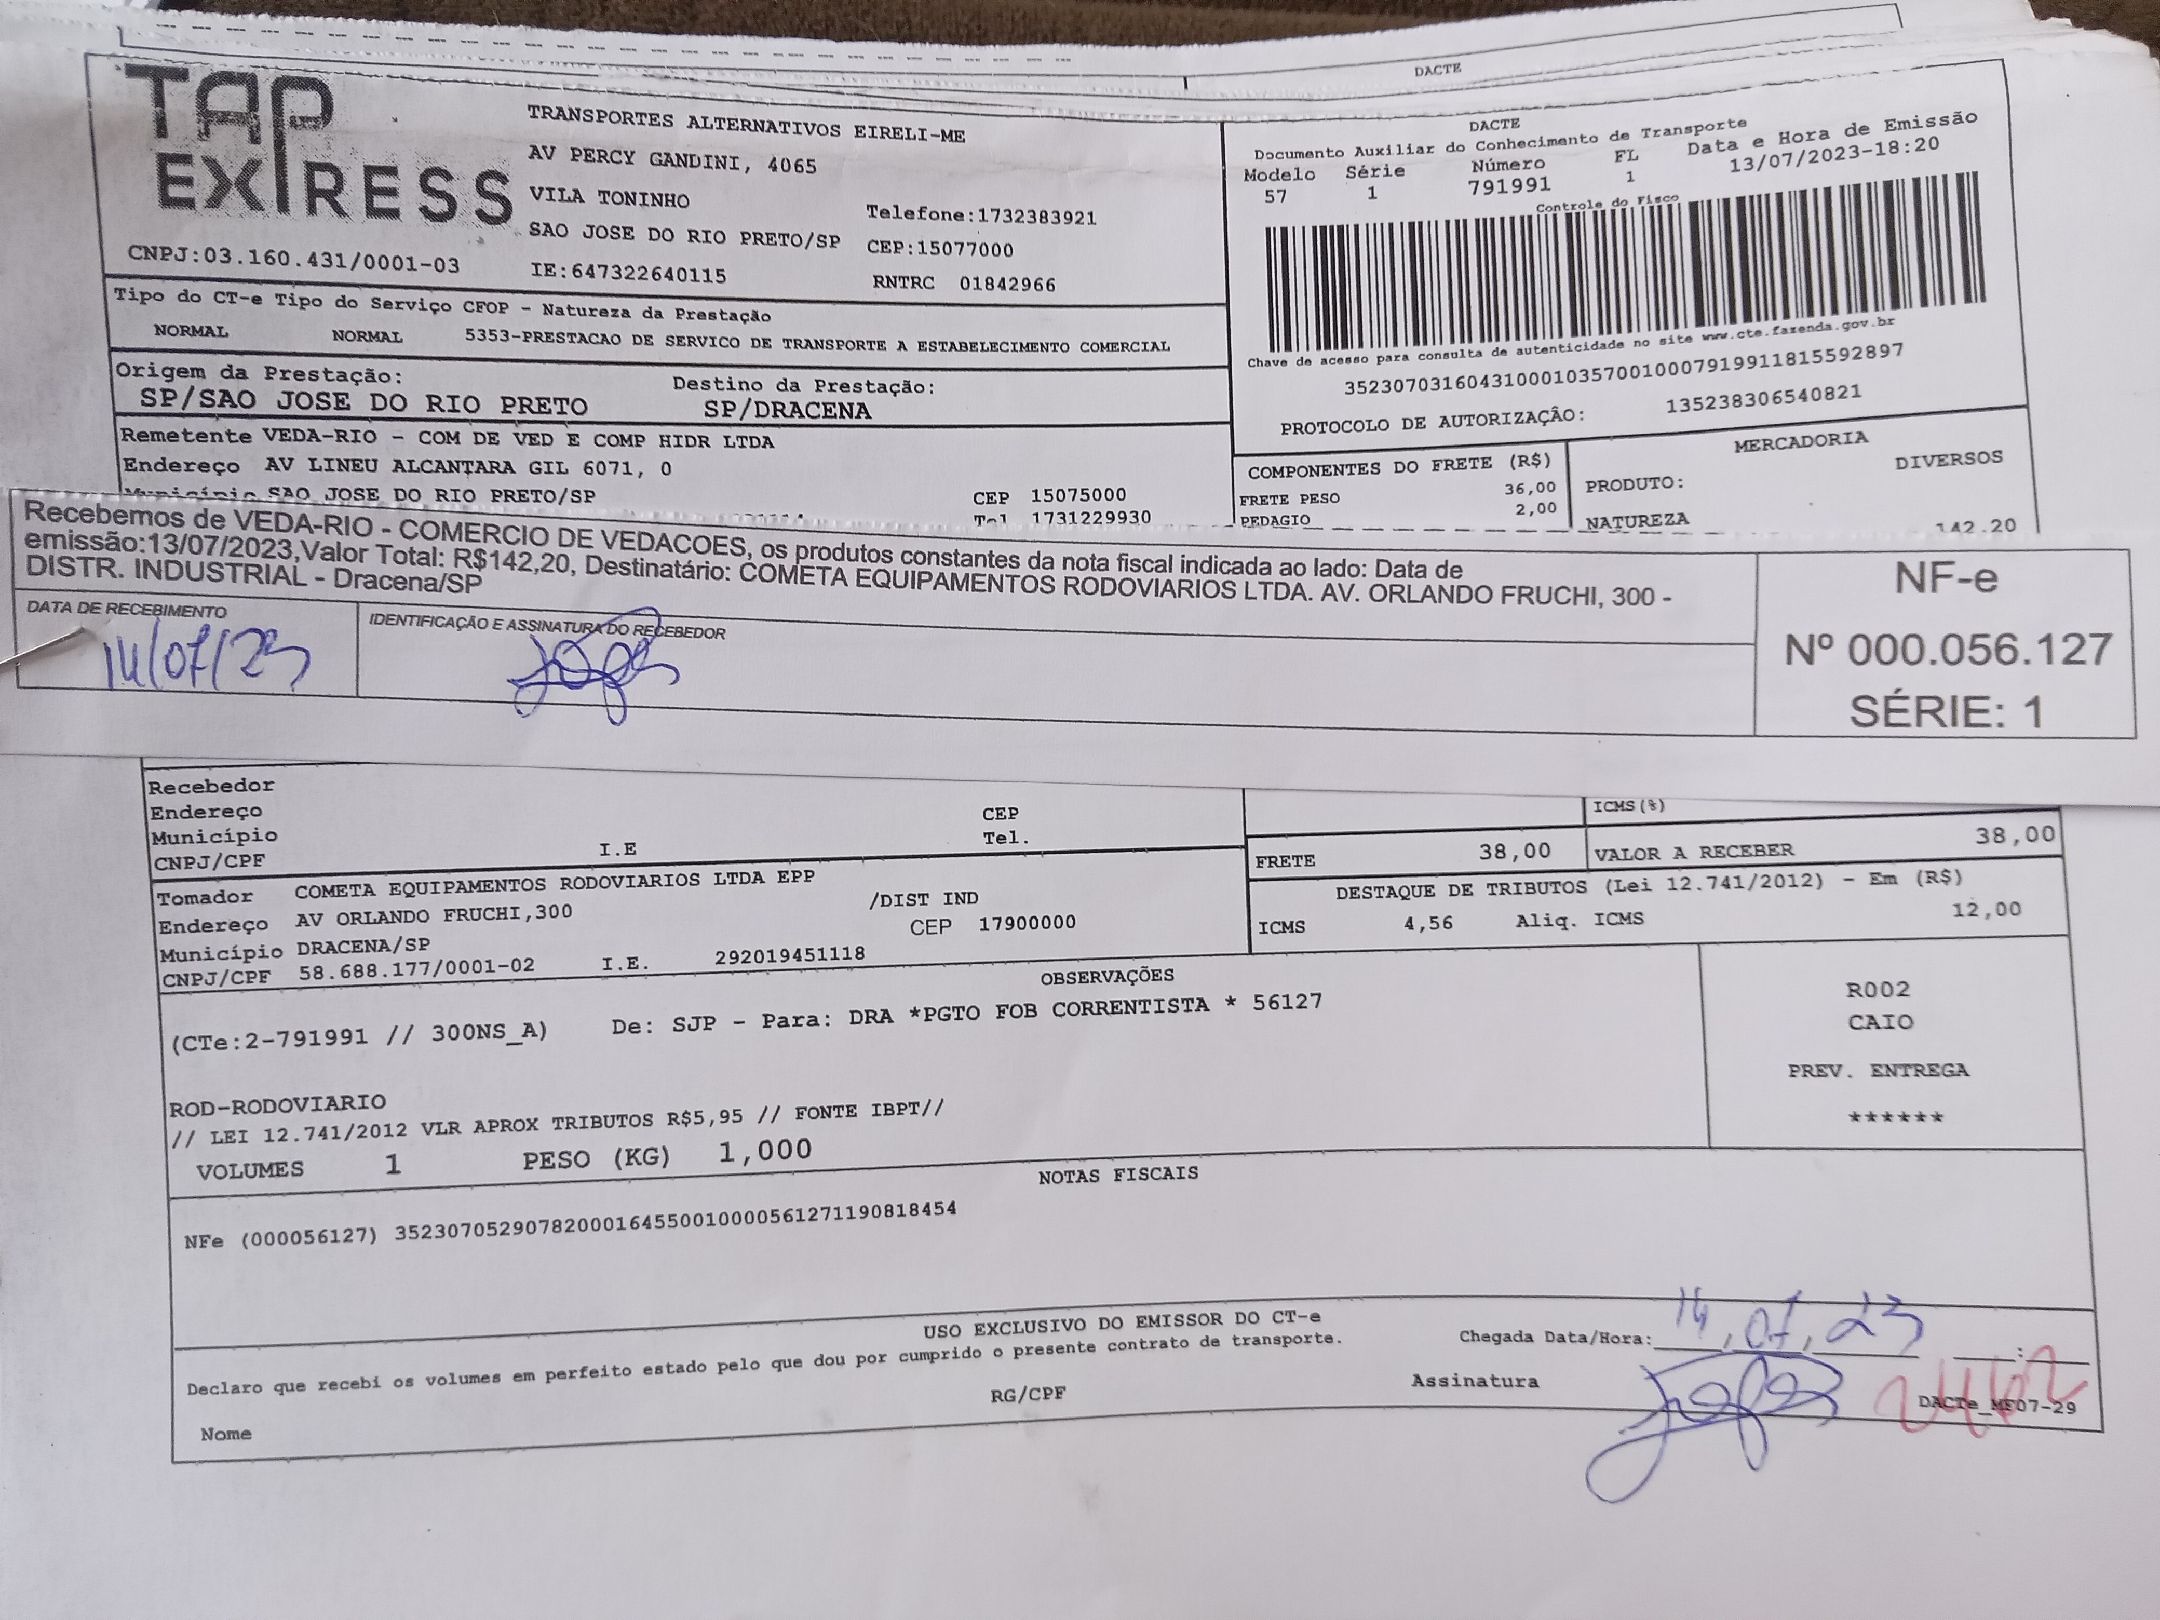 DACTE
TAP EXPRESS
TRANSPORTES ALTERNATIVOS EIRELI-ME
AV PERCY GANDINI, 4065
VILA TONINHO
Telefone:1732383921
SAO JOSE DO RIO PRETO/SP CEP:15077000
CNPJ:03.160.431/0001-03 IE:647322640115 RNTRC 01842966
DACTE
Documento Auxiliar do Conhecimento de Transporte
Modelo Série Número FL Data e Hora de Emissão
57 1 791991 1 13/07/2023-18:20
Controle do Fisco
Chave de acesso para consulta de autenticidade no site www.cte.fazenda.gov.br
35230703160431000103570010007919911815592897
PROTOCOLO DE AUTORIZAÇÃO: 135238306540821
Tipo do CT-e Tipo do Serviço CFOP - Natureza da Prestação
NORMAL NORMAL 5353-PRESTACAO DE SERVICO DE TRANSPORTE A ESTABELECIMENTO COMERCIAL
Origem da Prestação: Destino da Prestação:
SP/SAO JOSE DO RIO PRETO SP/DRACENA
Remetente VEDA-RIO - COM DE VED E COMP HIDR LTDA
Endereço AV LINEU ALCANTARA GIL 6071, 0
Município SAO JOSE DO RIO PRETO/SP CEP 15075000
Tel 1731229930
COMPONENTES DO FRETE (R$)
FRETE PESO 36,00
PEDAGIO 2,00
MERCADORIA
PRODUTO: DIVERSOS
NATUREZA
142.20
Recebemos de VEDA-RIO - COMERCIO DE VEDACOES, os produtos constantes da nota fiscal indicada ao lado: Data de
emissão:13/07/2023,Valor Total: R$142,20, Destinatário: COMETA EQUIPAMENTOS RODOVIARIOS LTDA. AV. ORLANDO FRUCHI, 300 -
DISTR. INDUSTRIAL - Dracena/SP
DATA DE RECEBIMENTO IDENTIFICAÇÃO E ASSINATURA DO RECEBEDOR
14/07/23
NF-e
Nº 000.056.127
SÉRIE: 1
Recebedor
Endereço CEP
Município Tel.
CNPJ/CPF I.E
ICMS(%)
FRETE 38,00 VALOR A RECEBER 38,00
Tomador COMETA EQUIPAMENTOS RODOVIARIOS LTDA EPP
Endereço AV ORLANDO FRUCHI,300 /DIST IND
Município DRACENA/SP CEP 17900000
CNPJ/CPF 58.688.177/0001-02 I.E. 292019451118
DESTAQUE DE TRIBUTOS (Lei 12.741/2012) - Em (R$)
ICMS 4,56 Aliq. ICMS 12,00
OBSERVAÇÕES
(CTe:2-791991 // 300NS_A) De: SJP - Para: DRA *PGTO FOB CORRENTISTA * 56127
ROD-RODOVIARIO
// LEI 12.741/2012 VLR APROX TRIBUTOS R$5,95 // FONTE IBPT//
VOLUMES 1 PESO (KG) 1,000
R002
CAIO
PREV. ENTREGA
******
NOTAS FISCAIS
NFe (000056127) 35230705290782000164550010000561271190818454
USO EXCLUSIVO DO EMISSOR DO CT-e
Declaro que recebi os volumes em perfeito estado pelo que dou por cumprido o presente contrato de transporte.
Chegada Data/Hora: 14, 07, 23 :
Nome RG/CPF Assinatura
2462
DACTe_MF07-29